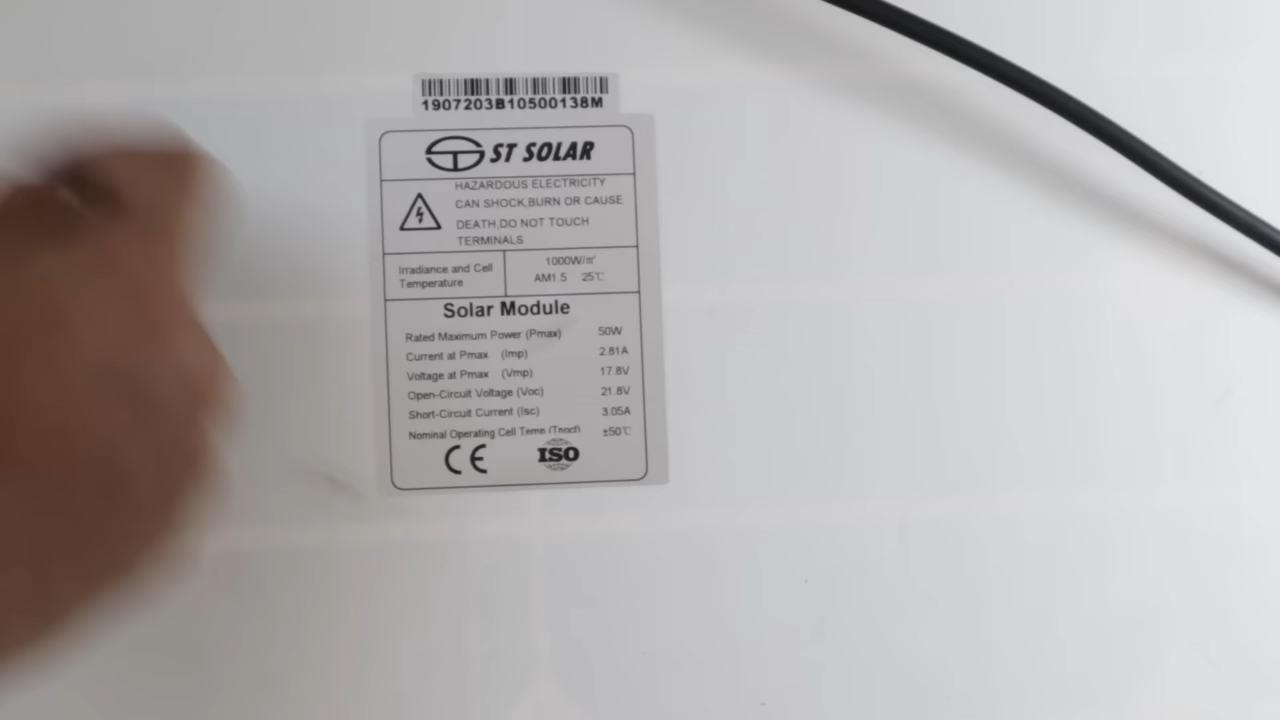 1907203B10500138M
ST SOLAR
HAZARDOUS ELECTRICITY
CAN SHOCK,BURN OR CAUSE
DEATH,DO NOT TOUCH
TERMINALS
Irradiance and Cell
Temperature
1000W/㎡
AM1.5 25℃
Solar Module
Rated Maximum Power (Pmax) 50W
Current at Pmax (Imp) 2.81A
Voltage at Pmax (Vmp) 17.8V
Open-Circuit Voltage (Voc) 21.8V
Short-Circuit Current (Isc) 3.05A
Nominal Operating Cell Temp (Tnoct) ±50℃
CE ISO